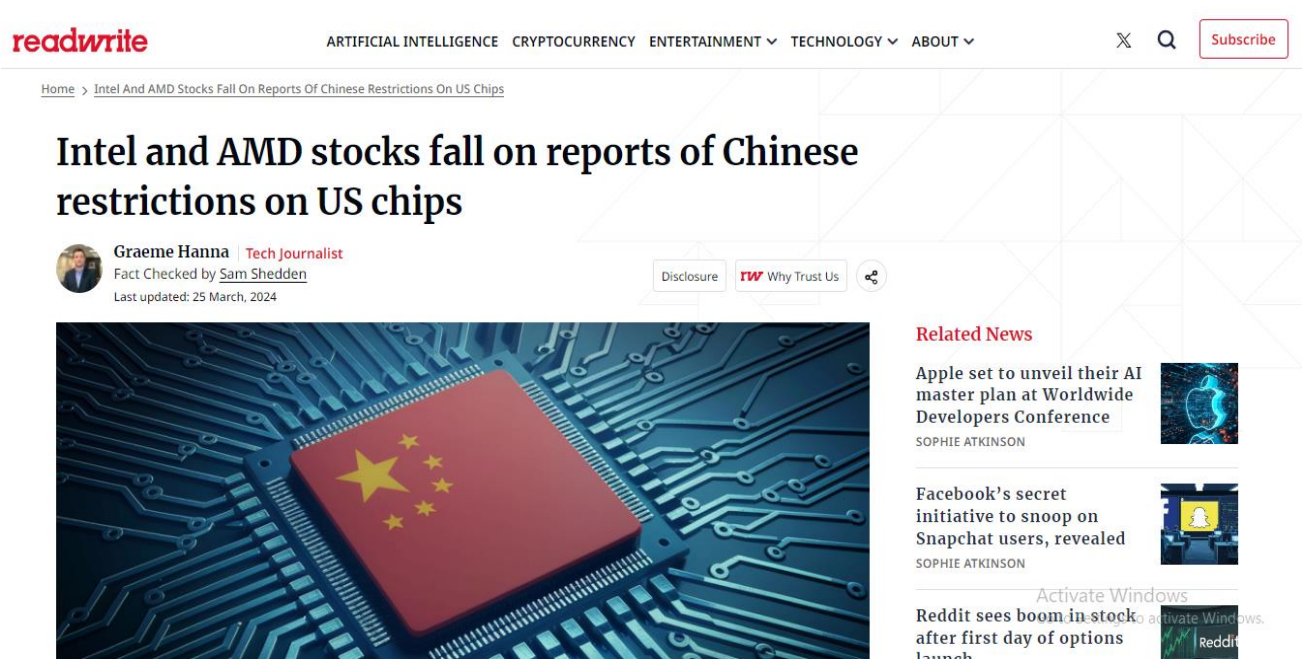 readwrite
ARTIFICIAL INTELLIGENCE CRYPTOCURRENCY ENTERTAINMENT TECHNOLOGY ABOUT
Subscribe
Home > Intel And AMD Stocks Fall On Reports Of Chinese Restrictions On US Chips
Intel and AMD stocks fall on reports of Chinese
restrictions on US chips
Graeme Hanna | Tech Journalist
Fact Checked by Sam Shedden
Last updated: 25 March, 2024
Disclosure
rw Why Trust Us
Related News
Apple set to unveil their AI
master plan at Worldwide
Developers Conference
SOPHIE ATKINSON
Facebook’s secret
initiative to snoop on
Snapchat users, revealed
SOPHIE ATKINSON
Activate Windows
Reddit sees boom in stock
to activate Windows.
after first day of options
launch
Reddit